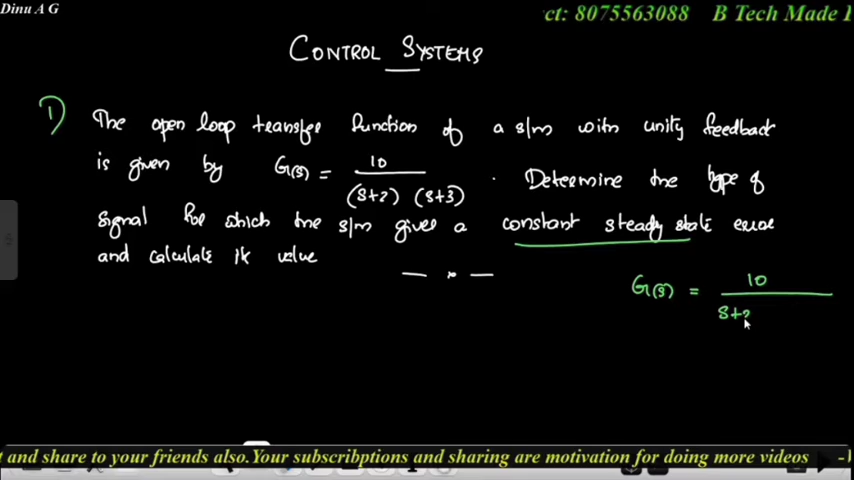 Dinu A G
ct: 8075563088 B Tech Made
CONTROL SYSTEMS
1) The open loop transfer function of a s/m with unity feedback
is given by G(s) = 10 / (s+2) (s+3) . Determine the type of
signal for which the s/m gives a constant steady state error
and calculate its value
G(s) = 10 / s+2
t and share to your friends also.Your subscribptions and sharing are motivation for doing more videos